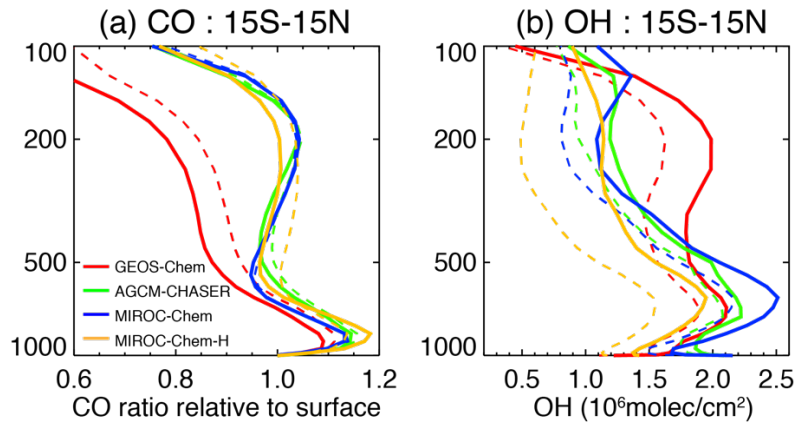 (a) CO : 15S-15N
100
200
500
1000
GEOS-Chem
AGCM-CHASER
MIROC-Chem
MIROC-Chem-H
0.6 0.8 1.0 1.2
CO ratio relative to surface
(b) OH : 15S-15N
100
200
500
1000
0.5 1.0 1.5 2.0 2.5
OH (10⁶molec/cm²)